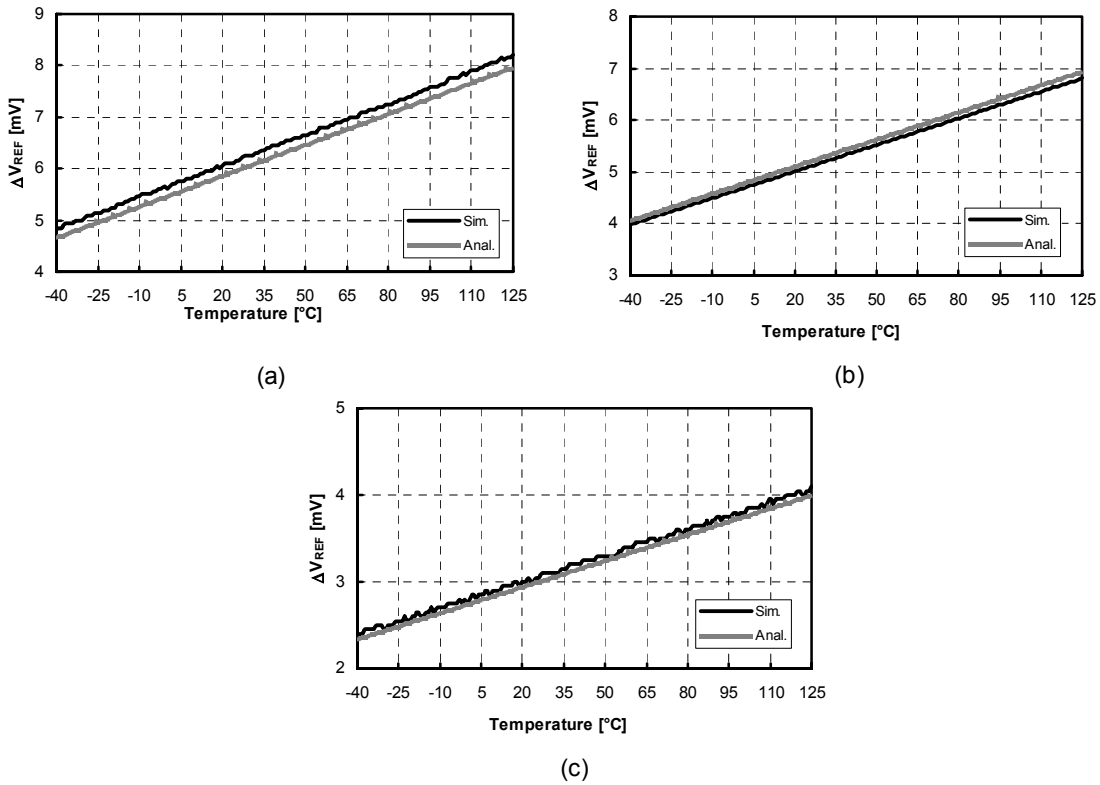 9
8
7
6
5
4
ΔVREF [mV]
Sim.
Anal.
-40 -25 -10 5 20 35 50 65 80 95 110 125
Temperature [°C]
(a)
8
7
6
5
4
3
ΔVREF [mV]
Sim.
Anal.
-40 -25 -10 5 20 35 50 65 80 95 110 125
Temperature [°C]
(b)
5
4
3
2
ΔVREF [mV]
Sim.
Anal.
-40 -25 -10 5 20 35 50 65 80 95 110 125
Temperature [°C]
(c)